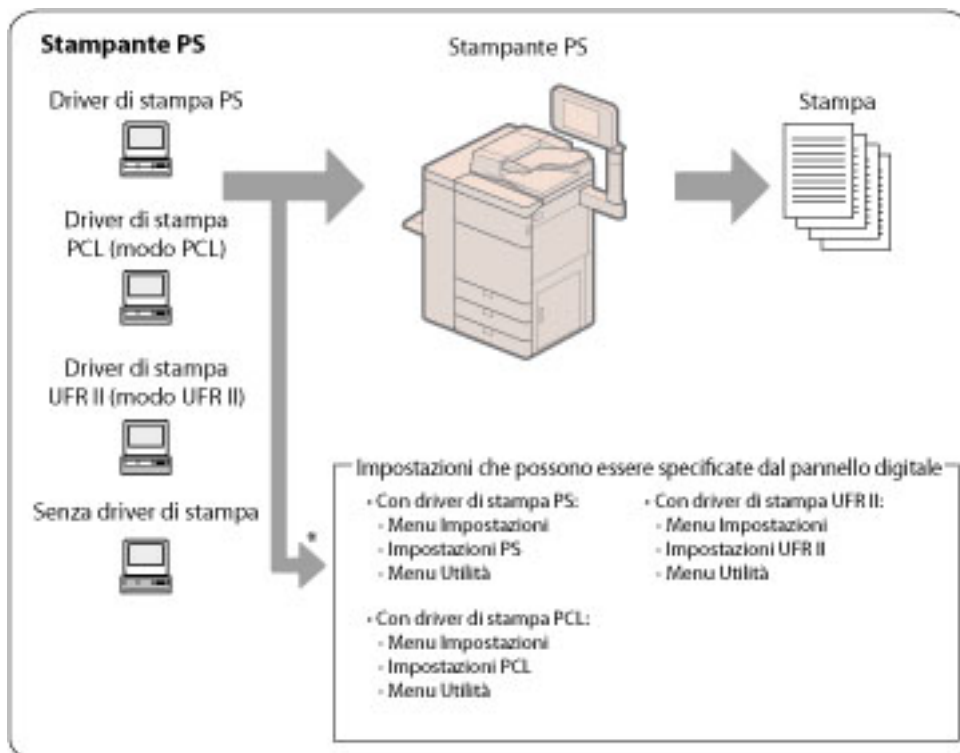 Stampante PS
Stampante PS
Driver di stampa PS
Stampa
Driver di stampa
PCL (modo PCL)
Driver di stampa
UFR II (modo UFR II)
Senza driver di stampa
*
Impostazioni che possono essere specificate dal pannello digitale
• Con driver di stampa PS:
- Menu Impostazioni
- Impostazioni PS
- Menu Utilità
• Con driver di stampa PCL:
- Menu Impostazioni
- Impostazioni PCL
- Menu Utilità
• Con driver di stampa UFR II:
- Menu Impostazioni
- Impostazioni UFR II
- Menu Utilità